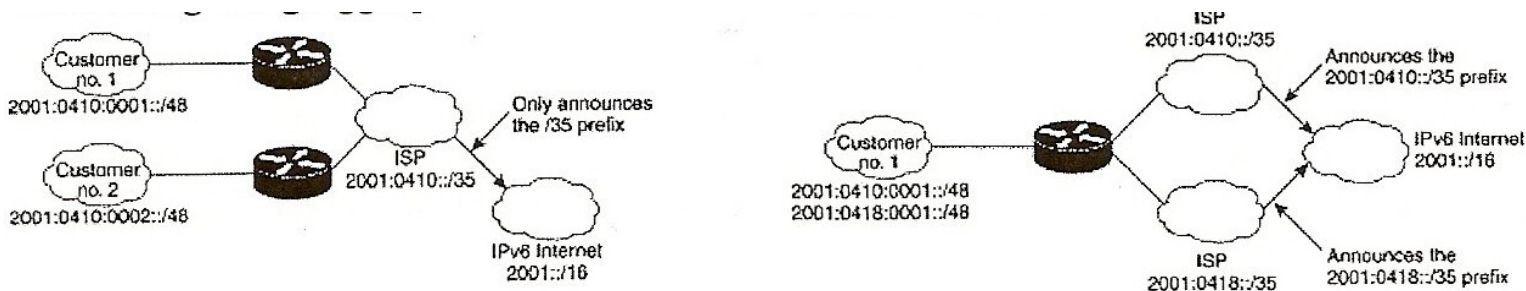 Customer
no. 1
2001:0410:0001::/48
Customer
no. 2
2001:0410:0002::/48
Only announces
the /35 prefix
ISP
2001:0410::/35
IPv6 Internet
2001::/16
ISP
2001:0410::/35
Announces the
2001:0410::/35 prefix
Customer
no. 1
2001:0410:0001::/48
2001:0418:0001::/48
IPv6 Internet
2001::/16
ISP
2001:0418::/35
Announces the
2001:0418::/35 prefix